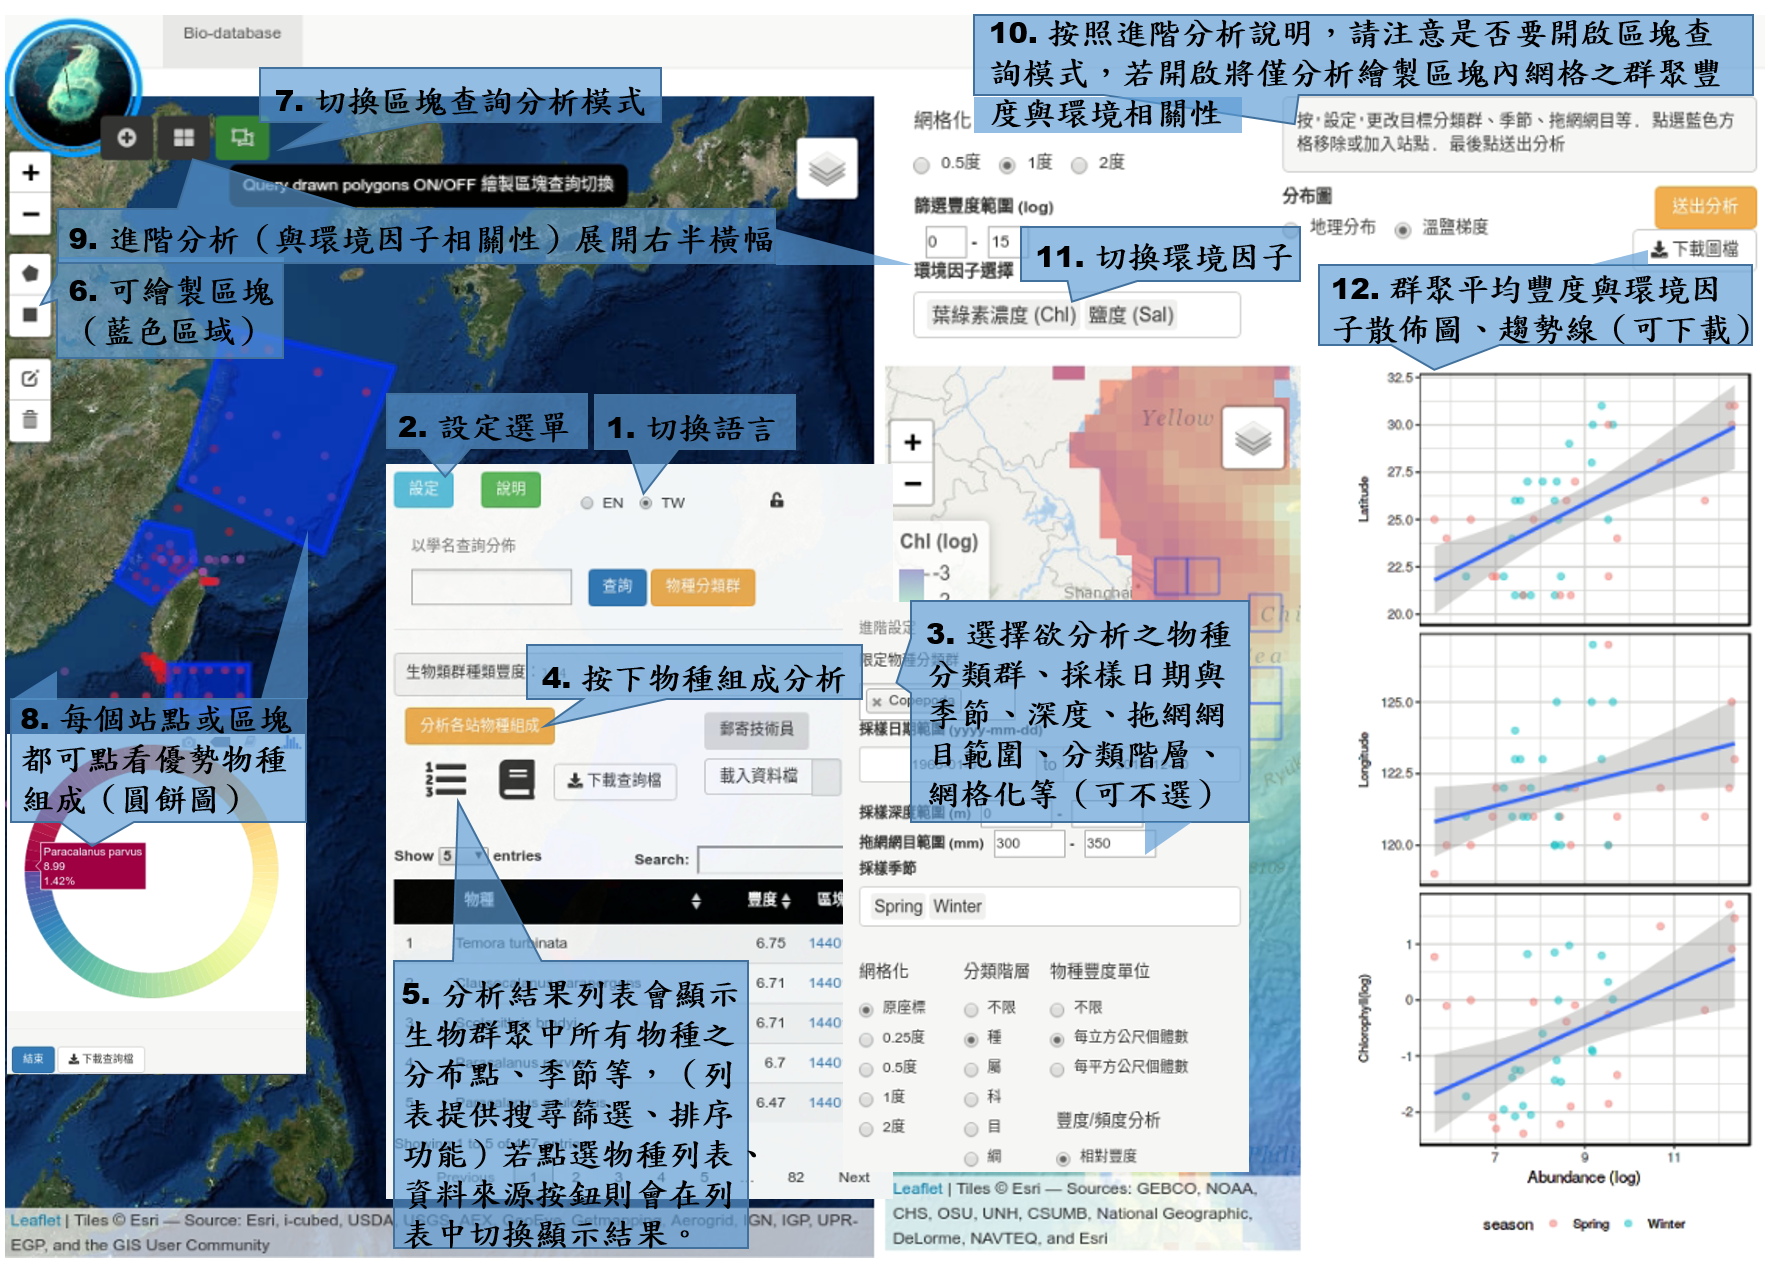 Bio-database
7. 切換區塊查詢分析模式
Query drawn polygons ON/OFF 繪製區塊查詢切換
9. 進階分析（與環境因子相關性）展開右半橫幅
6. 可繪製區塊
（藍色區域）
2. 設定選單
1. 切換語言
設定
說明
EN
TW
以學名查詢分佈
查詢
物種分類群
生物類群種類豐度
4. 按下物種組成分析
分析各站物種組成
郵寄技術員
下載查詢檔
載入資料檔
Show 5 entries
Search:
物種
豐度
區塊
1 Temora turbinata 6.75 1440
6.71 1440
6.71 1440
6.7 1440
6.47 1440
5. 分析結果列表會顯示
生物群聚中所有物種之
分布點、季節等，（列
表提供搜尋篩選、排序
功能）若點選物種列表、
資料來源按鈕則會在列
表中切換顯示結果。
82 Next
8. 每個站點或區塊
都可點看優勢物種
組成（圓餅圖）
Paracalanus parvus
8.99
1.42%
結束
下載查詢檔
Leaflet | Tiles © Esri — Source: Esri, i-cubed, USDA, USGS, AEX, GeoEye, Getmapping, Aerogrid, IGN, IGP, UPR-
EGP, and the GIS User Community
10. 按照進階分析說明，請注意是否要開啟區塊查
詢模式，若開啟將僅分析繪製區塊內網格之群聚豐
度與環境相關性
網格化
0.5度 1度 2度
篩選豐度範圍 (log)
0 - 15
環境因子選擇
11. 切換環境因子
葉綠素濃度 (Chl) 鹽度 (Sal)
按,設定,更改目標分類群、季節、拖網網目等. 點選藍色方
格移除或加入站點. 最後點送出分析
分布圖
地理分布 溫鹽梯度
送出分析
下載圖檔
12. 群聚平均豐度與環境因
子散佈圖、趨勢線（可下載）
Yellow
Chl (log)
-3
Shanghai
3. 選擇欲分析之物種
分類群、採樣日期與
季節、深度、拖網網
目範圍、分類階層、
網格化等（可不選）
進階設定
限定物種分類群
Copepoda
採樣日期範圍 (yyyy-mm-dd)
to
採樣深度範圍 (m) 0 -
拖網網目範圍 (mm) 300 - 350
採樣季節
Spring Winter
網格化
原座標
0.25度
0.5度
1度
2度
分類階層
不限
種
屬
科
目
綱
物種豐度單位
不限
每立方公尺個體數
每平方公尺個體數
豐度/頻度分析
相對豐度
Leaflet | Tiles © Esri — Sources: GEBCO, NOAA,
CHS, OSU, UNH, CSUMB, National Geographic,
DeLorme, NAVTEQ, and Esri
Latitude
32.5
30.0
27.5
25.0
22.5
20.0
Longitude
125.0
122.5
120.0
Chlorophyll(log)
1
0
-1
-2
7 9 11
Abundance (log)
season Spring Winter